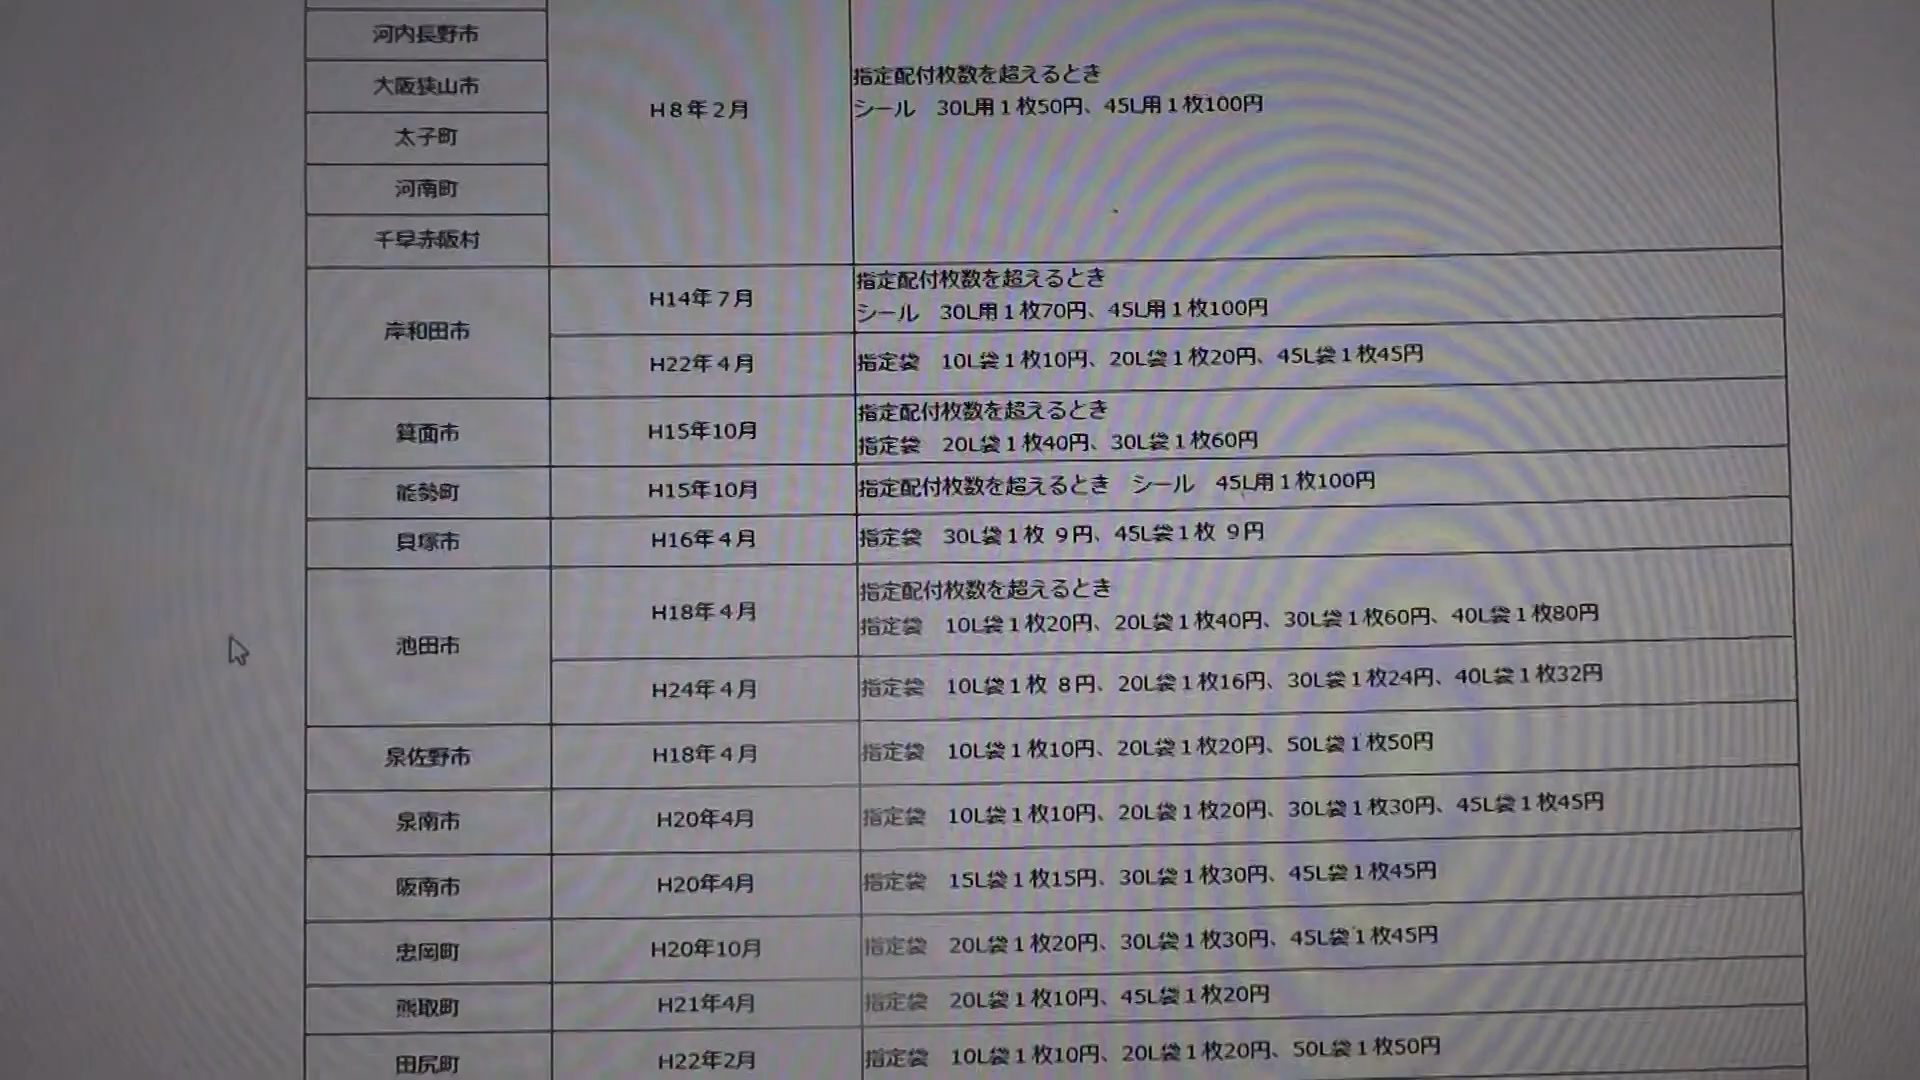 河内長野市
大阪狭山市
太子町
河南町
千早赤阪村
H8年2月
指定配付枚数を超えるとき
シール　30L用1枚50円、45L用1枚100円
岸和田市
H14年7月
指定配付枚数を超えるとき
シール　30L用1枚70円、45L用1枚100円
H22年4月
指定袋　10L袋1枚10円、20L袋1枚20円、45L袋1枚45円
箕面市
H15年10月
指定配付枚数を超えるとき
指定袋　20L袋1枚40円、30L袋1枚60円
能勢町
H15年10月
指定配付枚数を超えるとき　シール　45L用1枚100円
貝塚市
H16年4月
指定袋　30L袋1枚 9円、45L袋1枚 9円
池田市
H18年4月
指定配付枚数を超えるとき
指定袋　10L袋1枚20円、20L袋1枚40円、30L袋1枚60円、40L袋1枚80円
H24年4月
指定袋　10L袋1枚 8円、20L袋1枚16円、30L袋1枚24円、40L袋1枚32円
泉佐野市
H18年4月
指定袋　10L袋1枚10円、20L袋1枚20円、50L袋1枚50円
泉南市
H20年4月
指定袋　10L袋1枚10円、20L袋1枚20円、30L袋1枚30円、45L袋1枚45円
阪南市
H20年4月
指定袋　15L袋1枚15円、30L袋1枚30円、45L袋1枚45円
忠岡町
H20年10月
指定袋　20L袋1枚20円、30L袋1枚30円、45L袋1枚45円
熊取町
H21年4月
指定袋　20L袋1枚10円、45L袋1枚20円
田尻町
H22年2月
指定袋　10L袋1枚10円、20L袋1枚20円、50L袋1枚50円